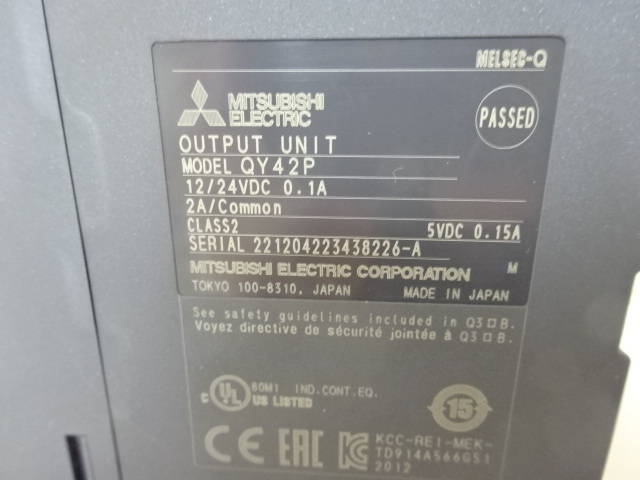 MELSEC-Q
MITSUBISHI
ELECTRIC
PASSED
OUTPUT UNIT
MODEL QY42P
12/24VDC 0.1A
2A/Common
CLASS2 5VDC 0.15A
SERIAL 221204223438226-A
MITSUBISHI ELECTRIC CORPORATION M
TOKYO 100-8310, JAPAN MADE IN JAPAN
See safety guidelines included in Q3□B.
Voyez directive de sécurité jointée à Q3□B.
C UL 80M1 IND.CONT.EQ.
US LISTED
15
CE EAC KC KCC-REI-MEK-
TD914A566G51
2012